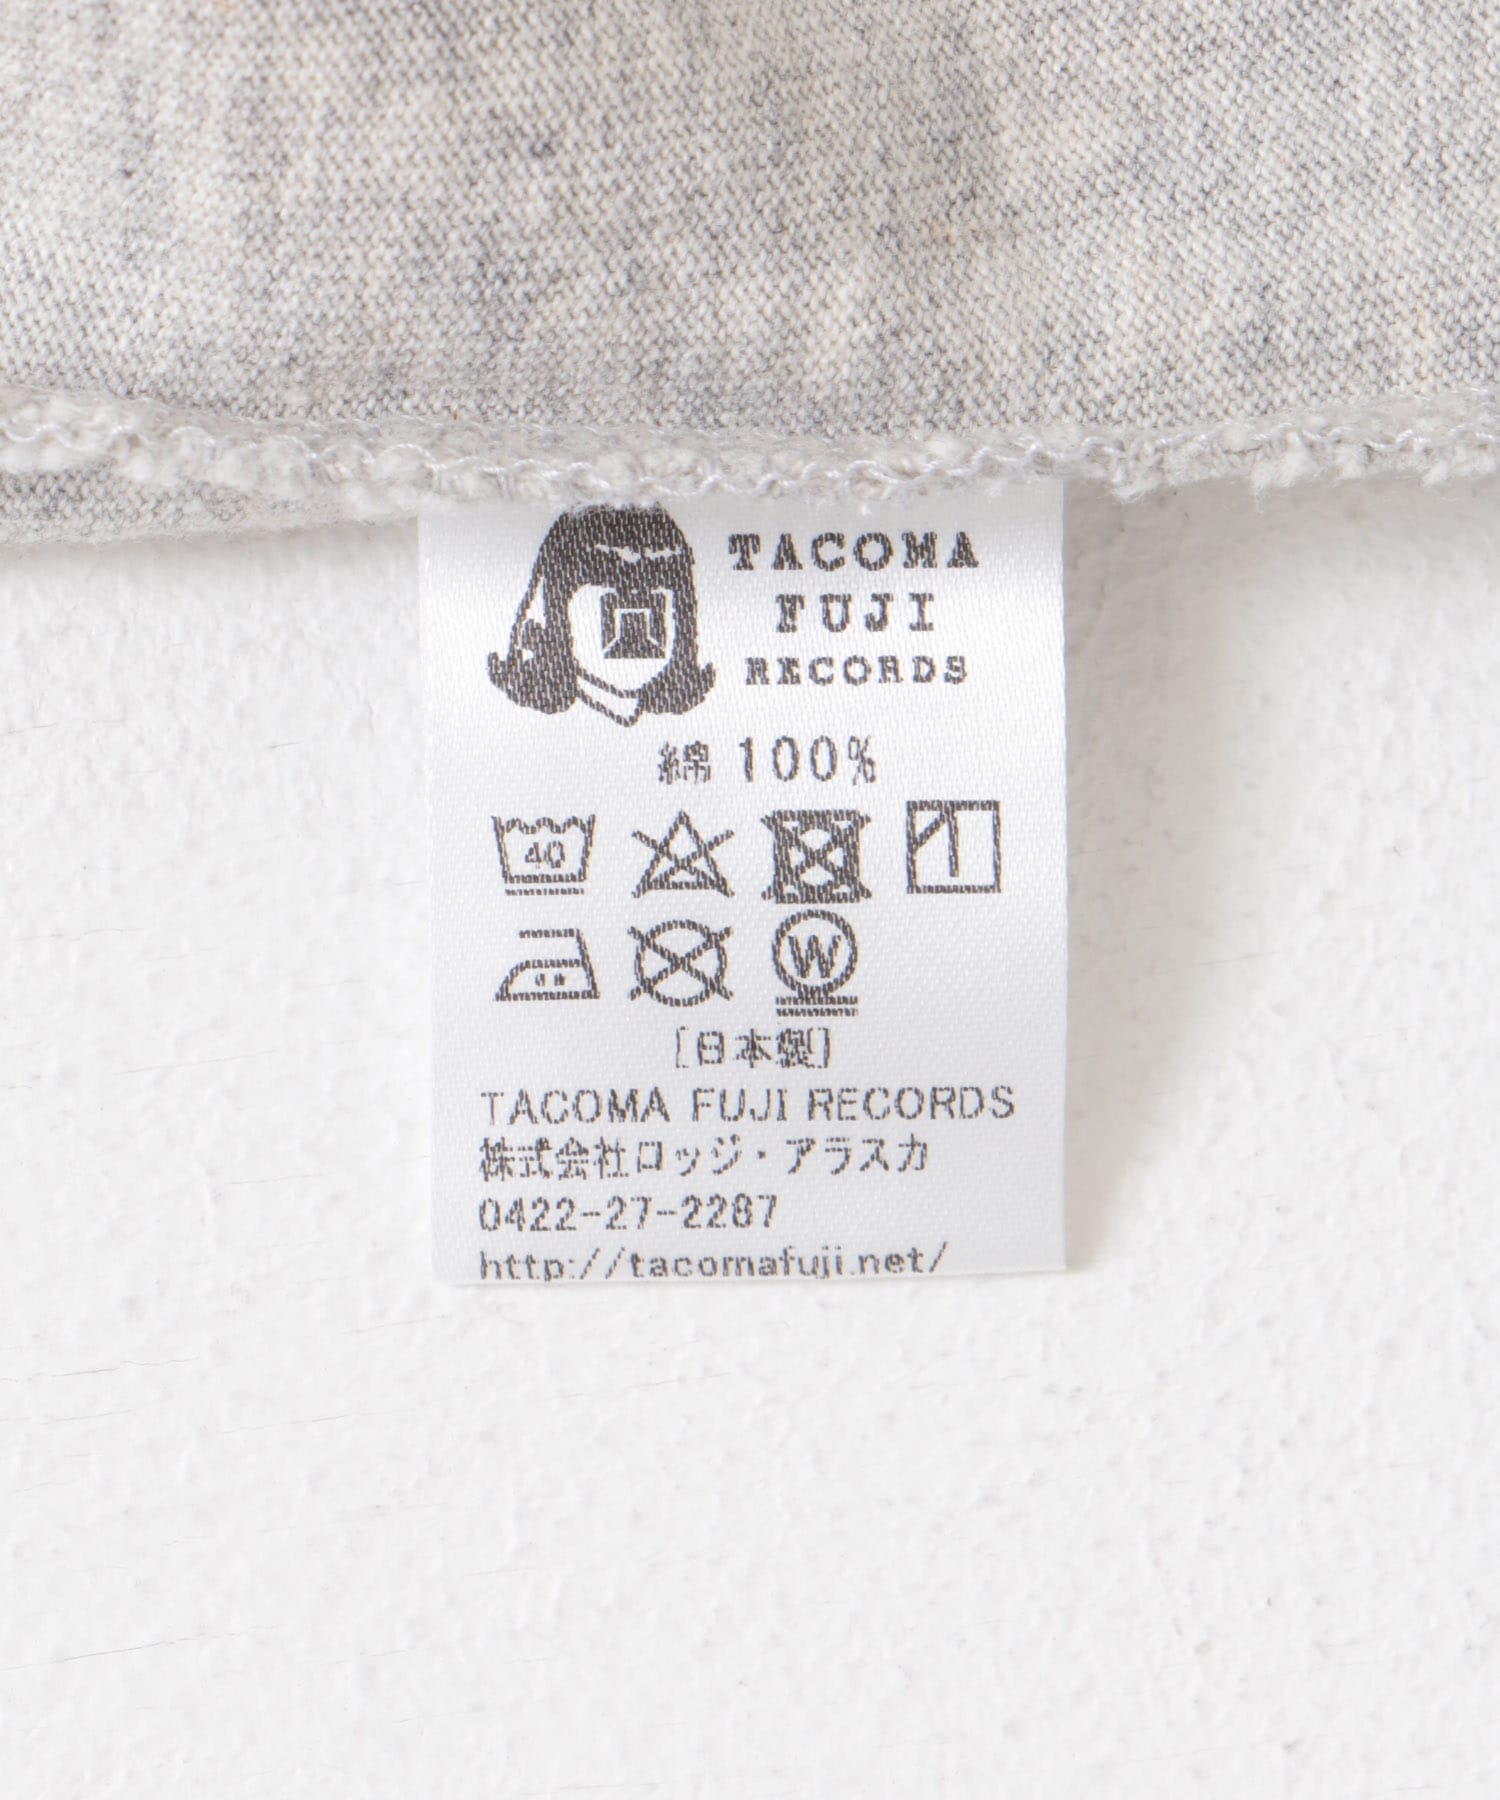 TACOMA
FUJI
RECORDS
綿 100%
40
W
[日本製]
TACOMA FUJI RECORDS
株式会社ロッジ・アラスカ
0422-27-2287
http://tacomafuji.net/